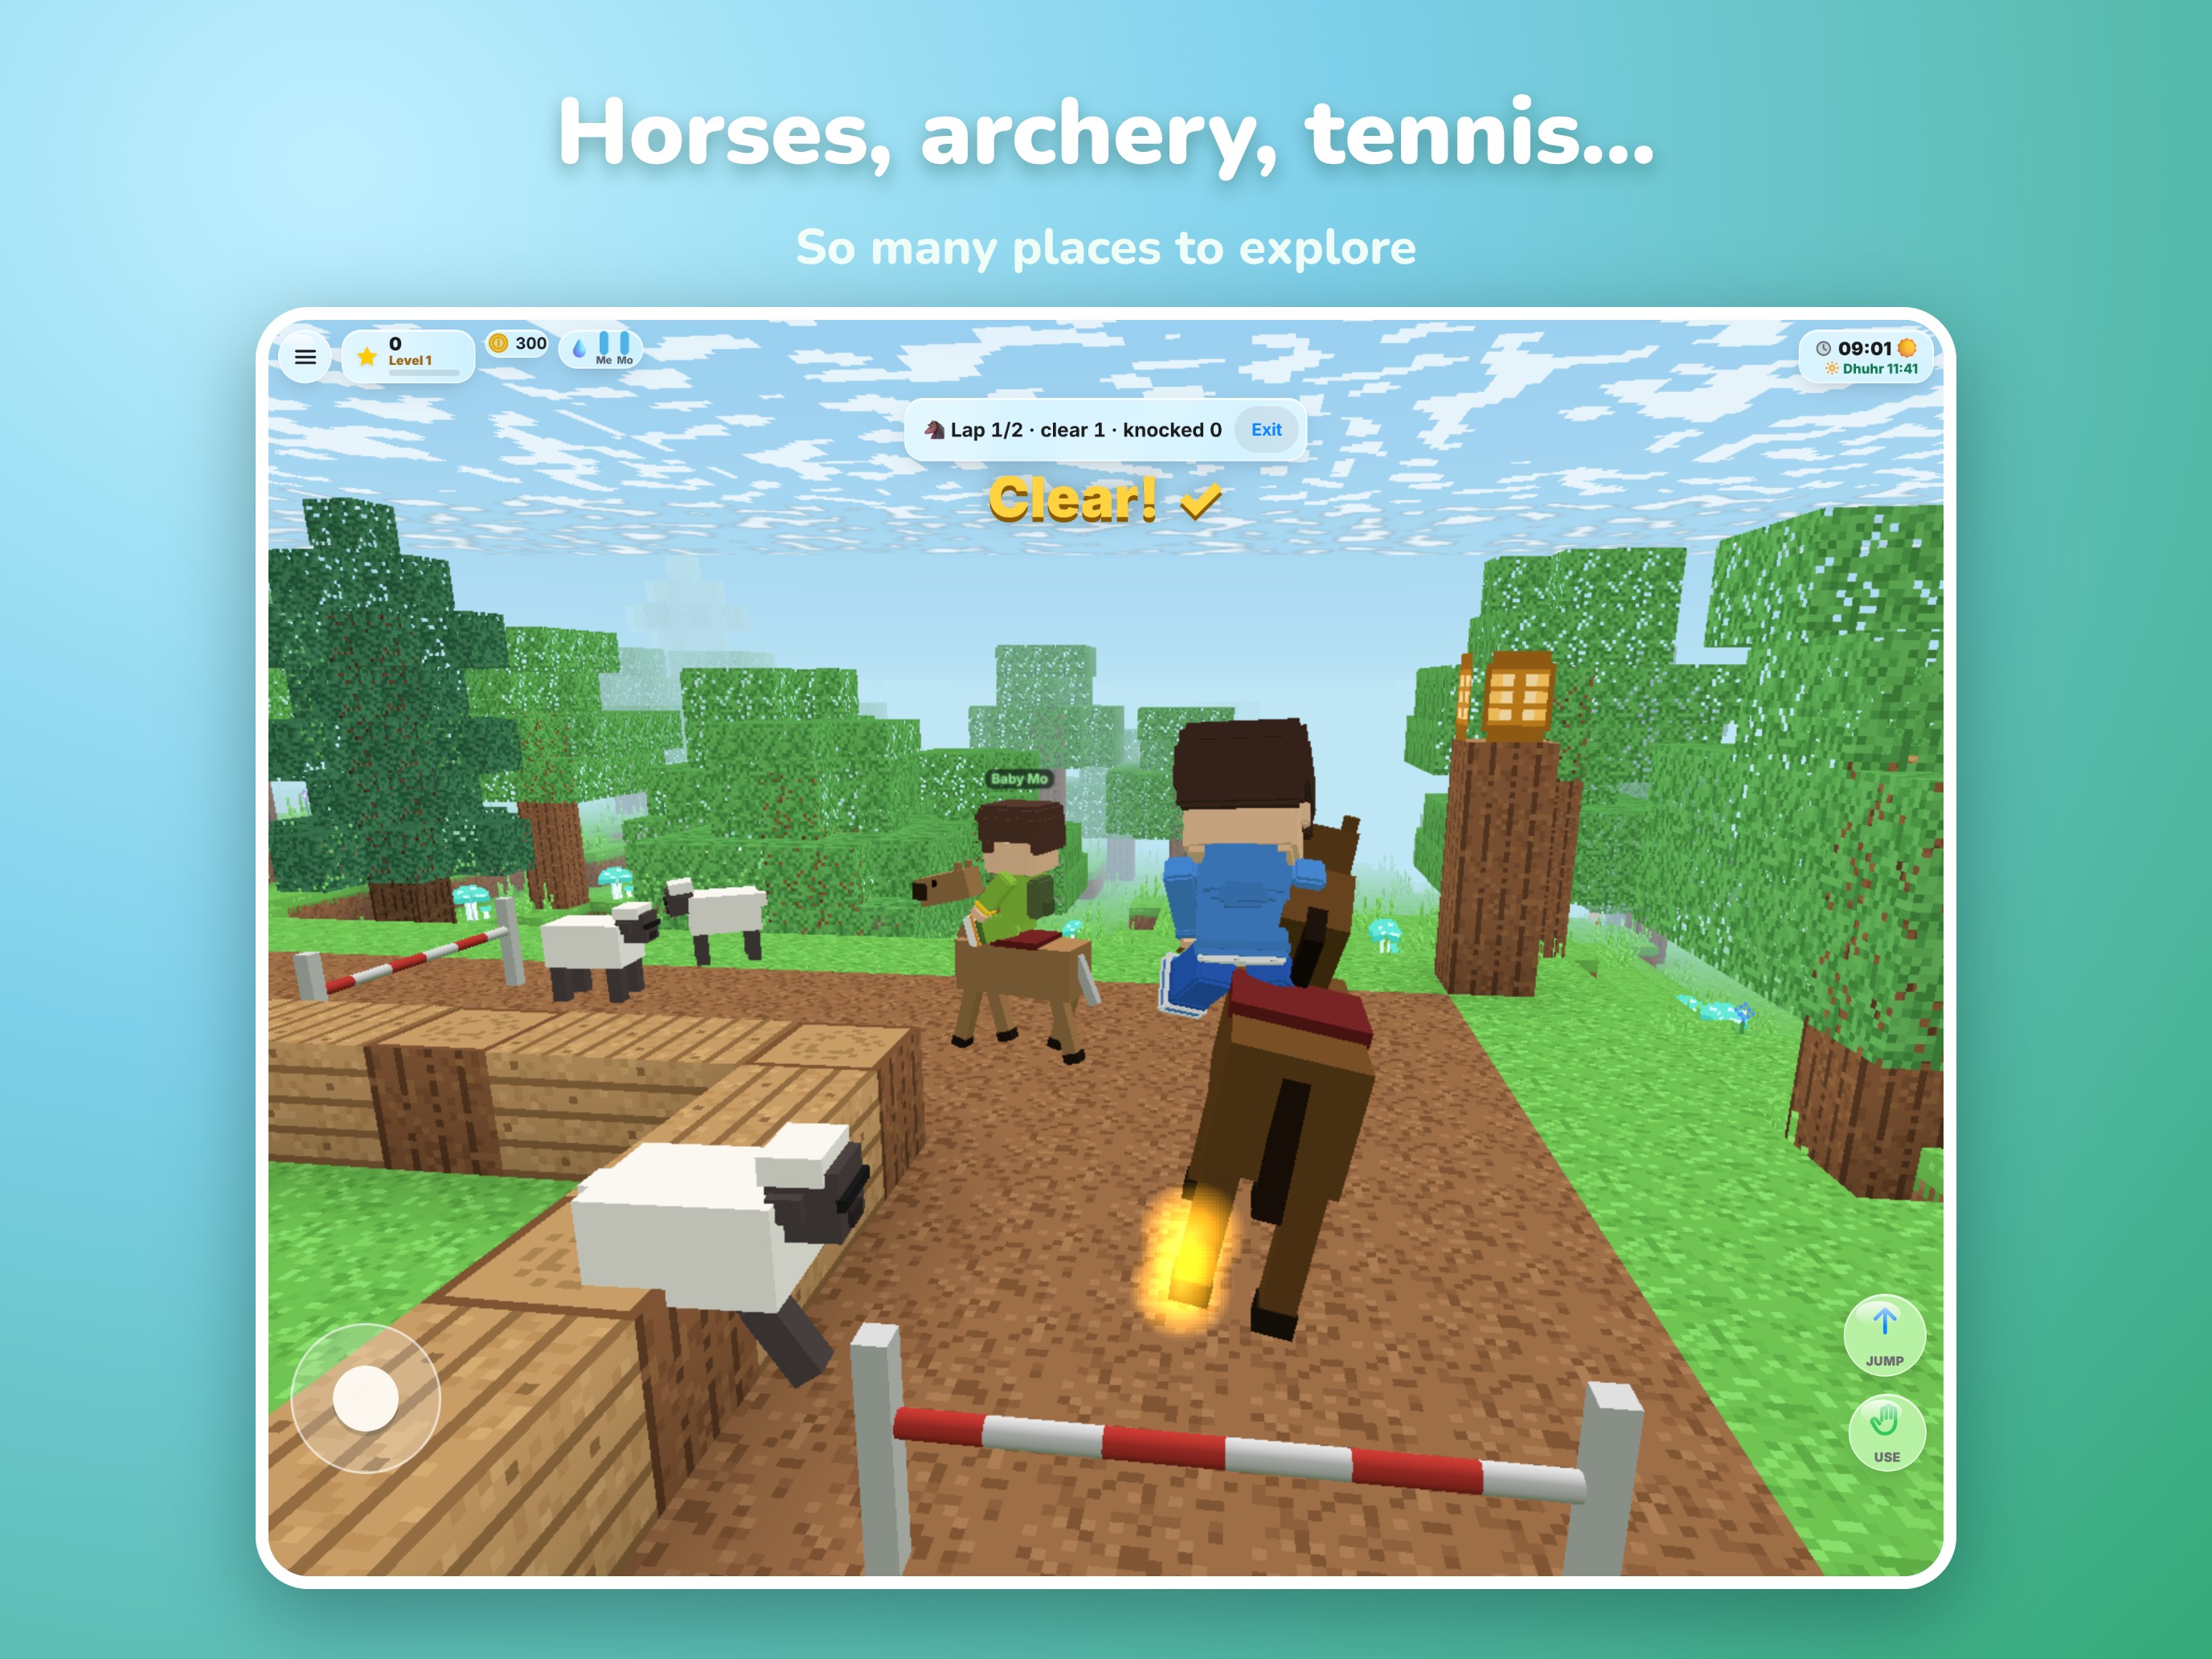 Horses, archery, tennis...
So many places to explore
0
Level 1
300
Me Mo
09:01
Dhuhr 11:41
Lap 1/2 · clear 1 · knocked 0
Exit
Clear!
Baby Mo
JUMP
USE